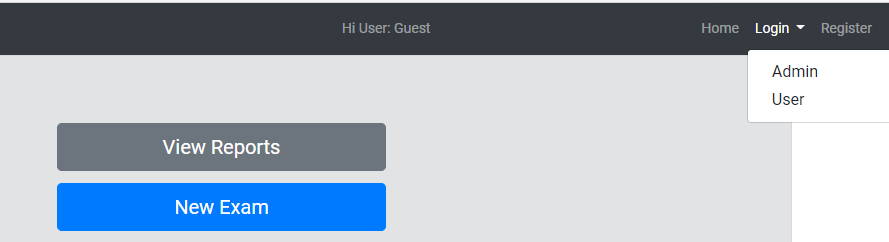 Hi User: Guest
Home Login Register
Admin
User
View Reports
New Exam